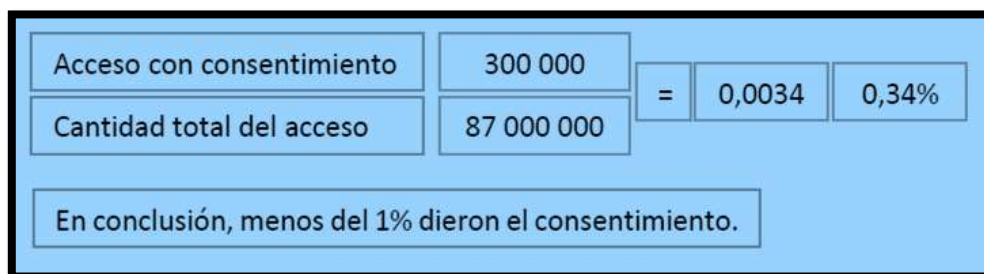 Acceso con consentimiento 300 000
= 0,0034 0,34%
Cantidad total del acceso 87 000 000
En conclusión, menos del 1% dieron el consentimiento.